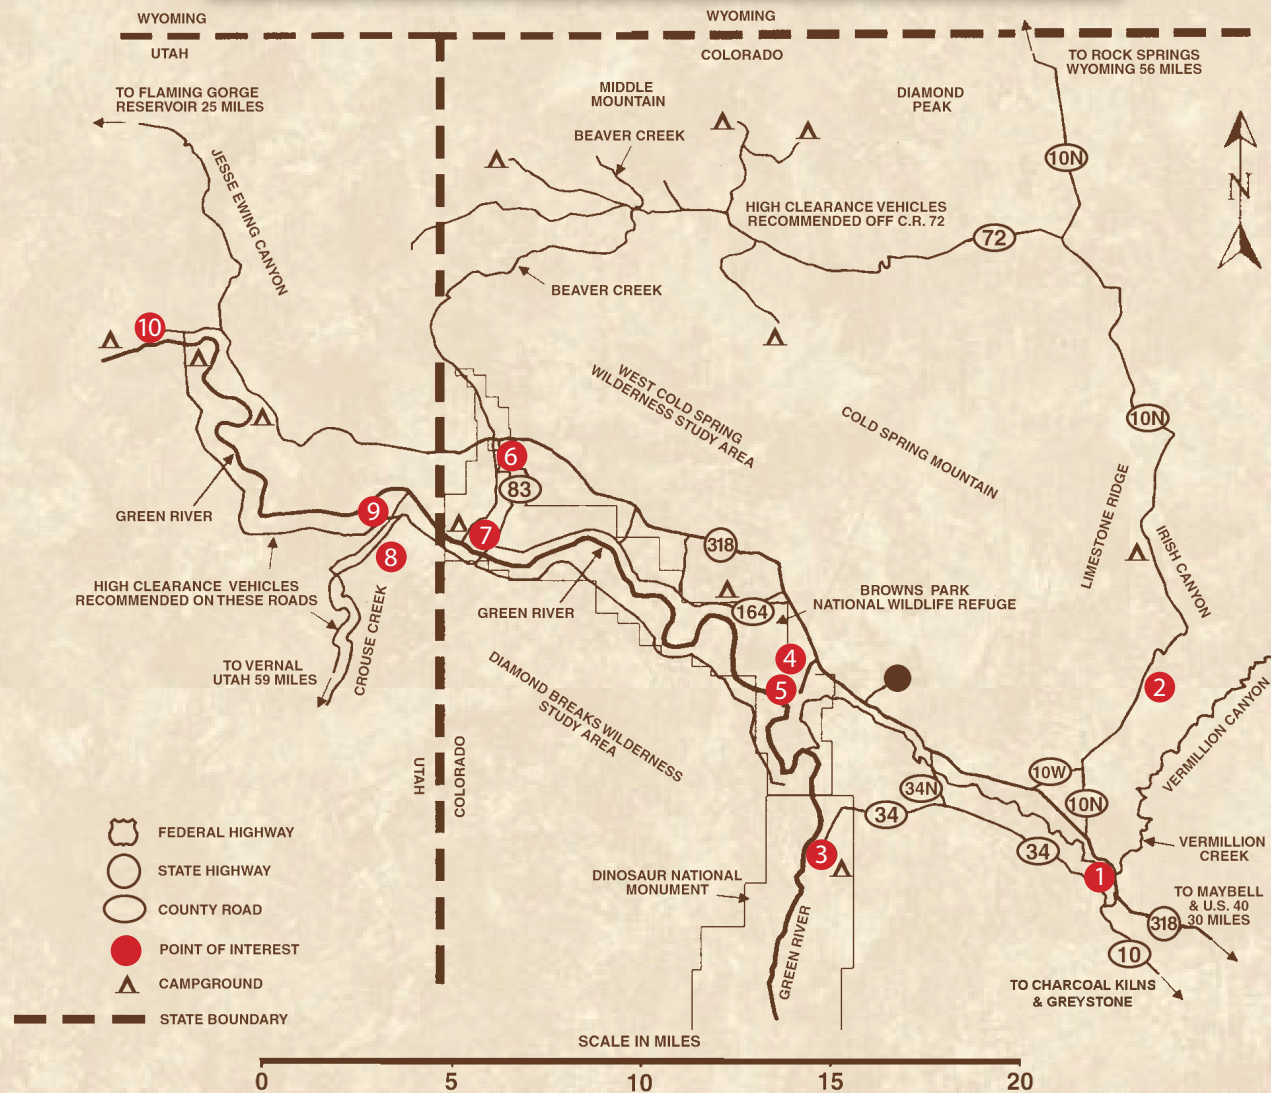 WYOMING
WYOMING
UTAH
COLORADO
TO ROCK SPRINGS
WYOMING 56 MILES
TO FLAMING GORGE
RESERVOIR 25 MILES
MIDDLE
MOUNTAIN
DIAMOND
PEAK
BEAVER CREEK
10N
JESSE EWING CANYON
N
HIGH CLEARANCE VEHICLES
RECOMMENDED OFF C.R. 72
72
BEAVER CREEK
10
WEST COLD SPRING
WILDERNESS STUDY AREA
COLD SPRING MOUNTAIN
10N
6
83
LIMESTONE RIDGE
IRISH CANYON
GREEN RIVER
9
7
318
8
HIGH CLEARANCE VEHICLES
RECOMMENDED ON THESE ROADS
GREEN RIVER
164
BROWNS PARK
NATIONAL WILDLIFE REFUGE
CROUSE CREEK
TO VERNAL
UTAH 59 MILES
4
5
2
DIAMOND BREAKS WILDERNESS
STUDY AREA
VERMILLION CANYON
UTAH
COLORADO
10W
34N
10N
34
34
FEDERAL HIGHWAY
STATE HIGHWAY
COUNTY ROAD
POINT OF INTEREST
CAMPGROUND
STATE BOUNDARY
3
VERMILLION
CREEK
DINOSAUR NATIONAL
MONUMENT
1
TO MAYBELL
& U.S. 40
30 MILES
318
GREEN RIVER
10
TO CHARCOAL KILNS
& GREYSTONE
SCALE IN MILES
0
5
10
15
20